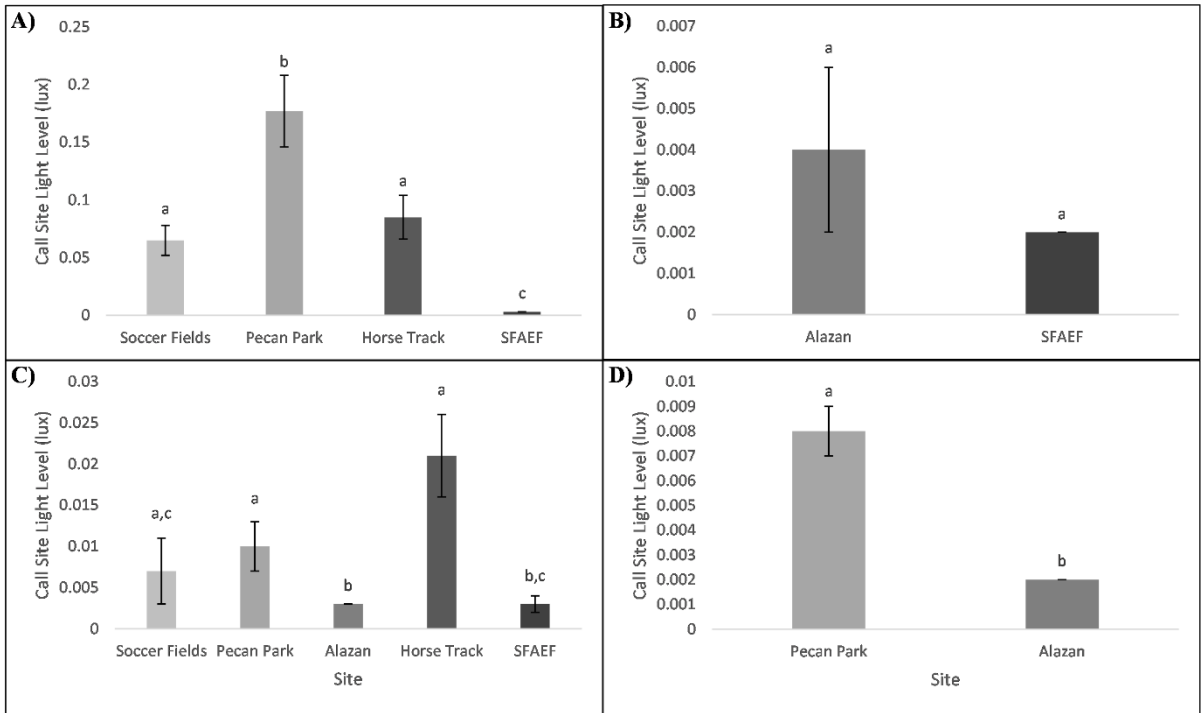 A)
Call Site Light Level (lux)
0.25
0.2
0.15
0.1
0.05
0
a
b
a
c
Soccer Fields Pecan Park Horse Track SFAEF
B)
Call Site Light Level (lux)
0.007
0.006
0.005
0.004
0.003
0.002
0.001
0
a
a
Alazan SFAEF
C)
Call Site Light Level (lux)
0.03
0.025
0.02
0.015
0.01
0.005
0
a,c
a
b
a
b,c
Soccer Fields Pecan Park Alazan Horse Track SFAEF
Site
D)
Call Site Light Level (lux)
0.01
0.009
0.008
0.007
0.006
0.005
0.004
0.003
0.002
0.001
0
a
b
Pecan Park Alazan
Site